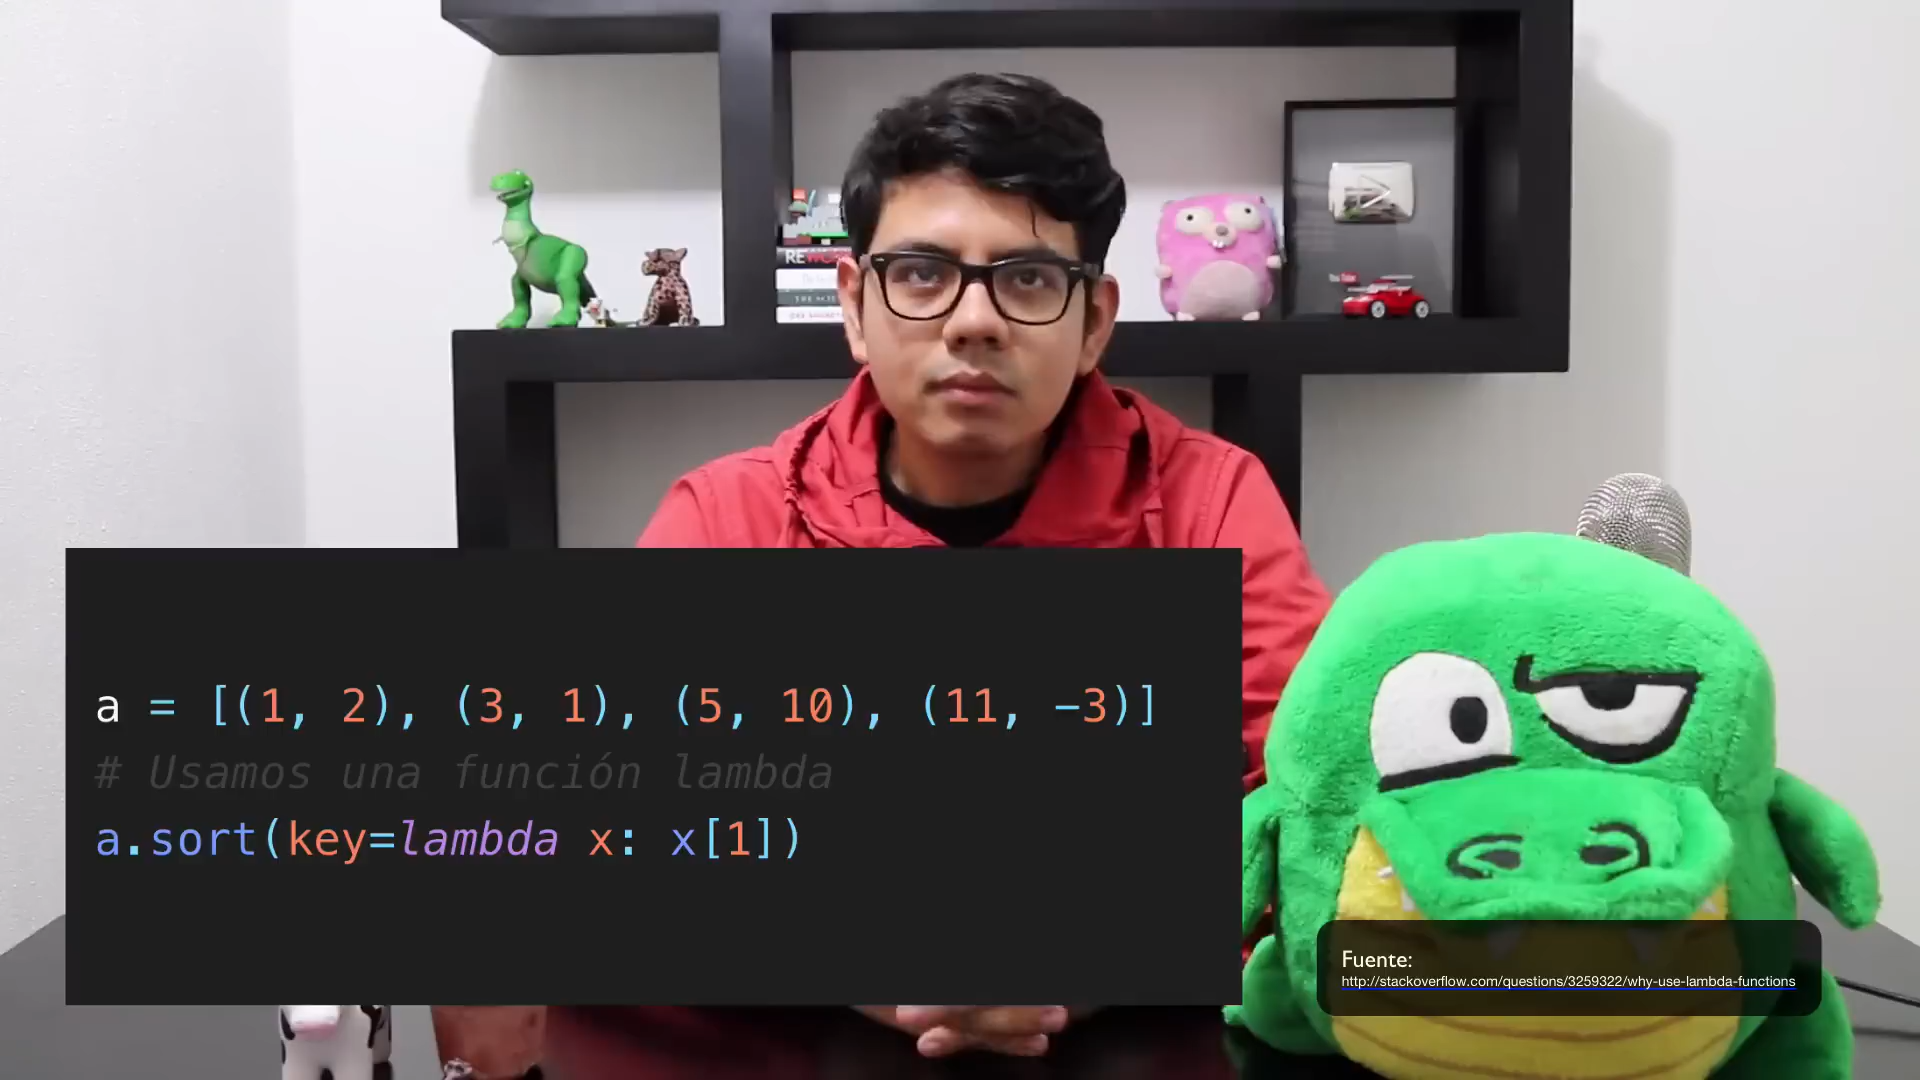 REWORK
a = [(1, 2), (3, 1), (5, 10), (11, −3)]
# Usamos una función lambda
a.sort(key=lambda x: x[1])
Fuente:
http://stackoverflow.com/questions/3259322/why-use-lambda-functions